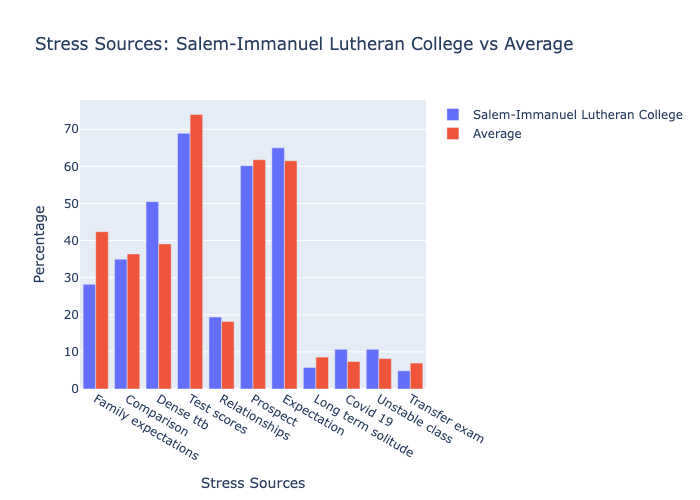 Stress Sources: Salem-Immanuel Lutheran College vs Average
Salem-Immanuel Lutheran College
Average
Percentage
70
60
50
40
30
20
10
0
Family expectations
Comparison
Dense ttb
Test scores
Relationships
Prospect
Expectation
Long term solitude
Covid 19
Unstable class
Transfer exam
Stress Sources